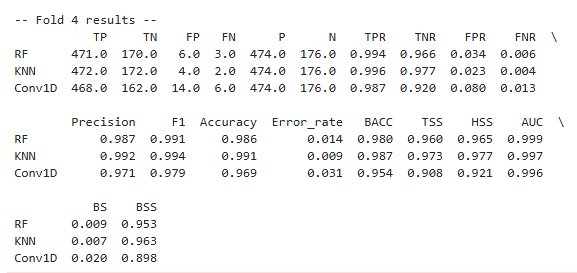 -- Fold 4 results --
TP TN FP FN P N TPR TNR FPR FNR \
RF 471.0 170.0 6.0 3.0 474.0 176.0 0.994 0.966 0.034 0.006
KNN 472.0 172.0 4.0 2.0 474.0 176.0 0.996 0.977 0.023 0.004
Conv1D 468.0 162.0 14.0 6.0 474.0 176.0 0.987 0.920 0.080 0.013
Precision F1 Accuracy Error_rate BACC TSS HSS AUC \
RF 0.987 0.991 0.986 0.014 0.980 0.960 0.965 0.999
KNN 0.992 0.994 0.991 0.009 0.987 0.973 0.977 0.997
Conv1D 0.971 0.979 0.969 0.031 0.954 0.908 0.921 0.996
BS BSS
RF 0.009 0.953
KNN 0.007 0.963
Conv1D 0.020 0.898